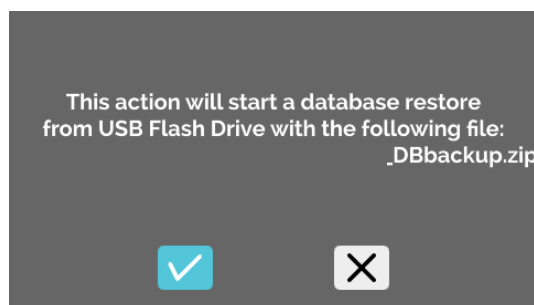 This action will start a database restore
from USB Flash Drive with the following file:
_DBbackup.zip